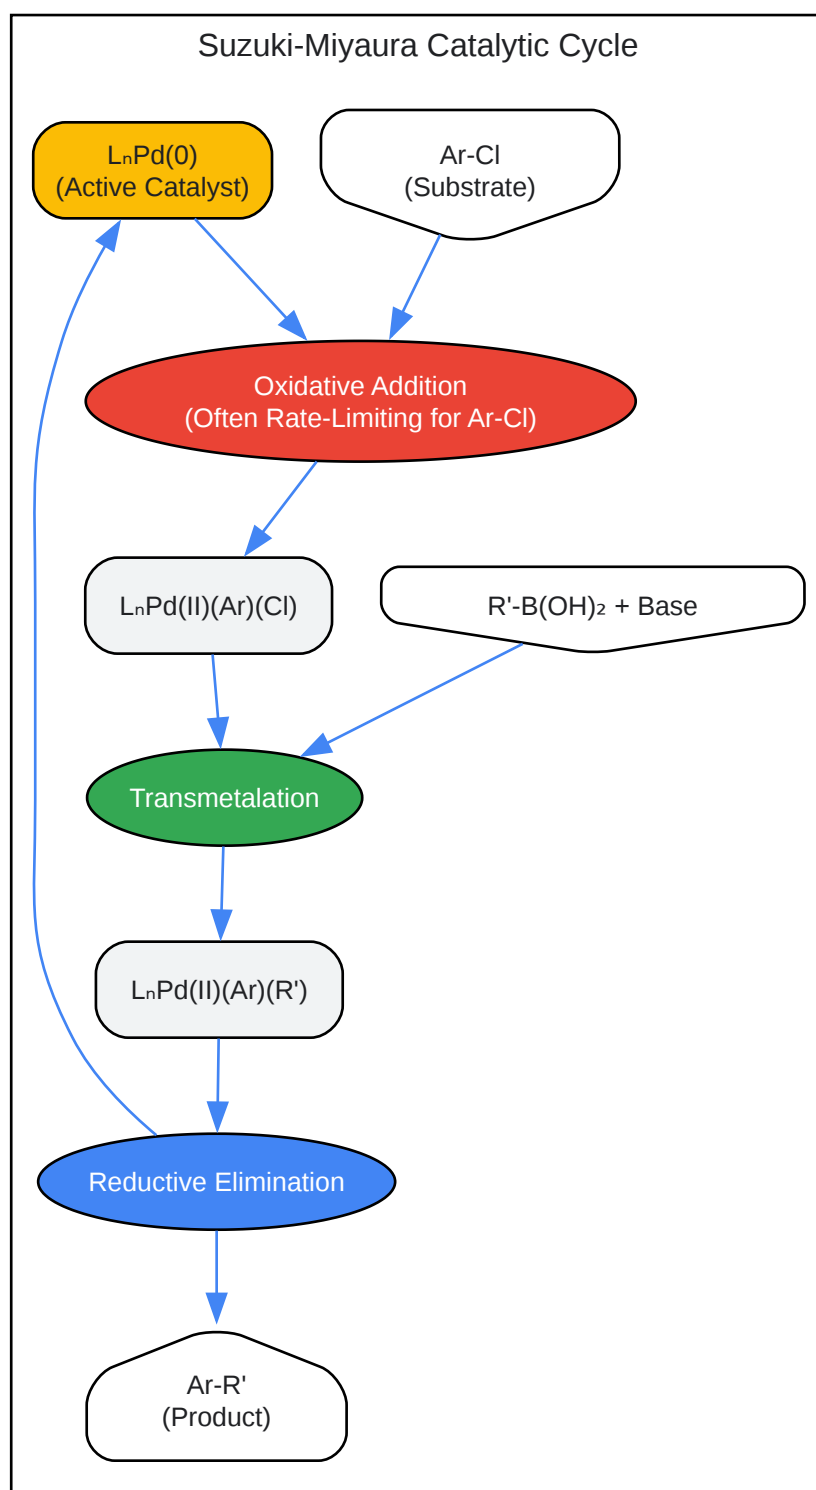 Suzuki-Miyaura Catalytic Cycle
LₙPd(0)
(Active Catalyst)
Ar-Cl
(Substrate)
Oxidative Addition
(Often Rate-Limiting for Ar-Cl)
LₙPd(II)(Ar)(Cl)
R'-B(OH)₂ + Base
Transmetalation
LₙPd(II)(Ar)(R')
Reductive Elimination
Ar-R'
(Product)